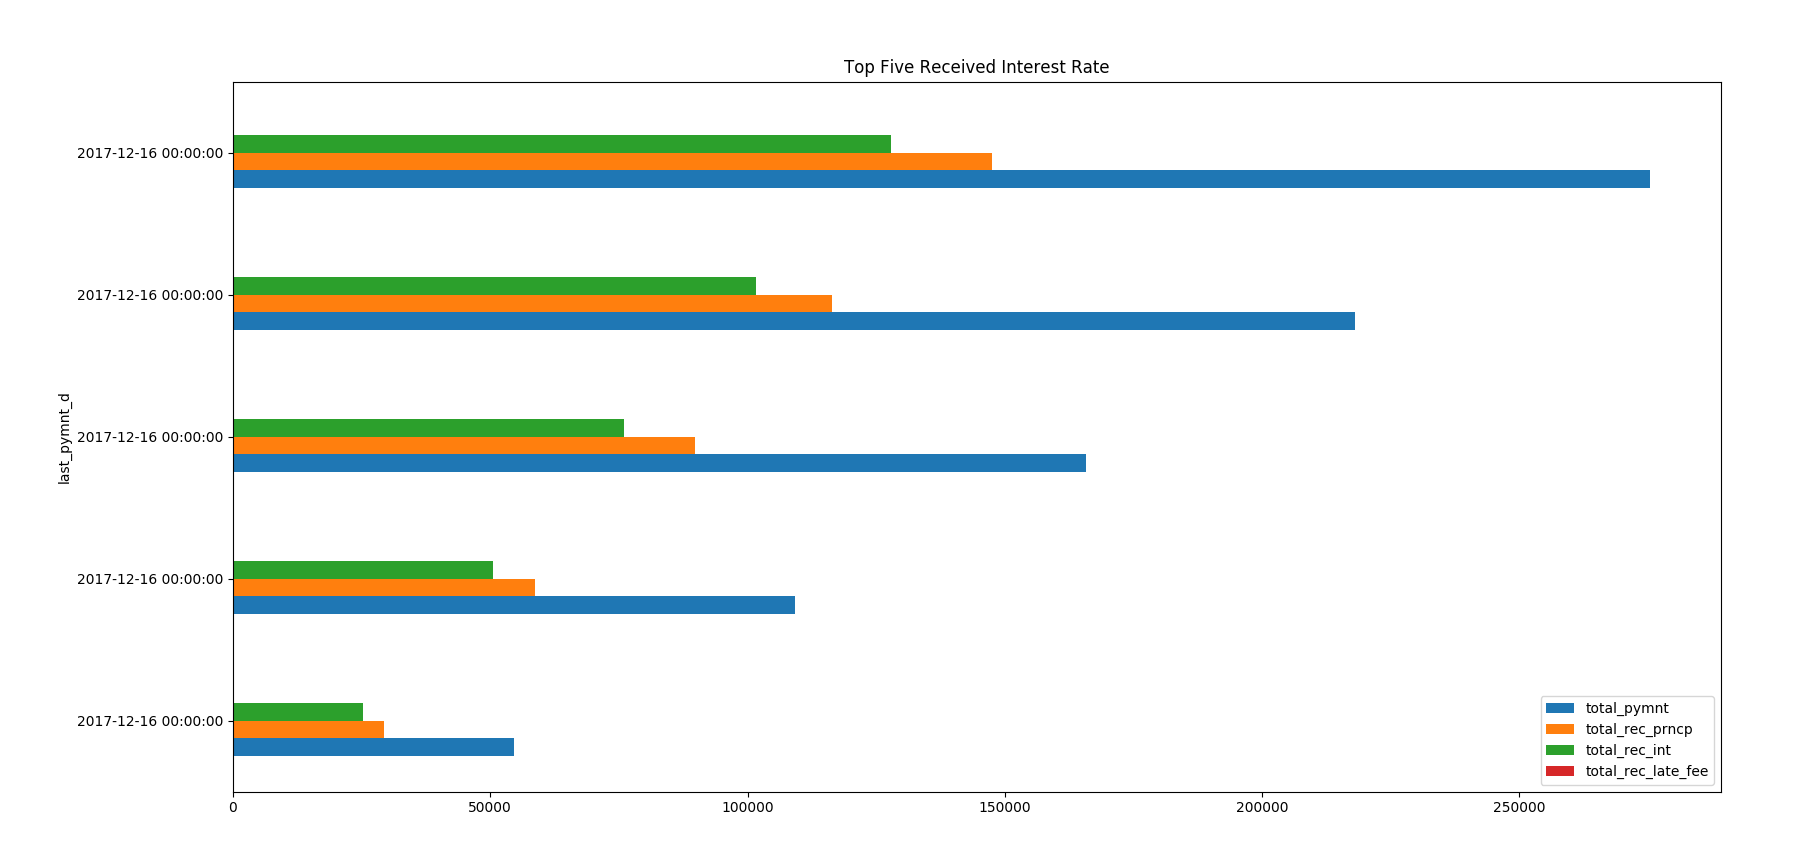 Top Five Received Interest Rate
2017-12-16 00:00:00
2017-12-16 00:00:00
last_pymnt_d
2017-12-16 00:00:00
2017-12-16 00:00:00
2017-12-16 00:00:00
total_pymnt
total_rec_prncp
total_rec_int
total_rec_late_fee
0 50000 100000 150000 200000 250000